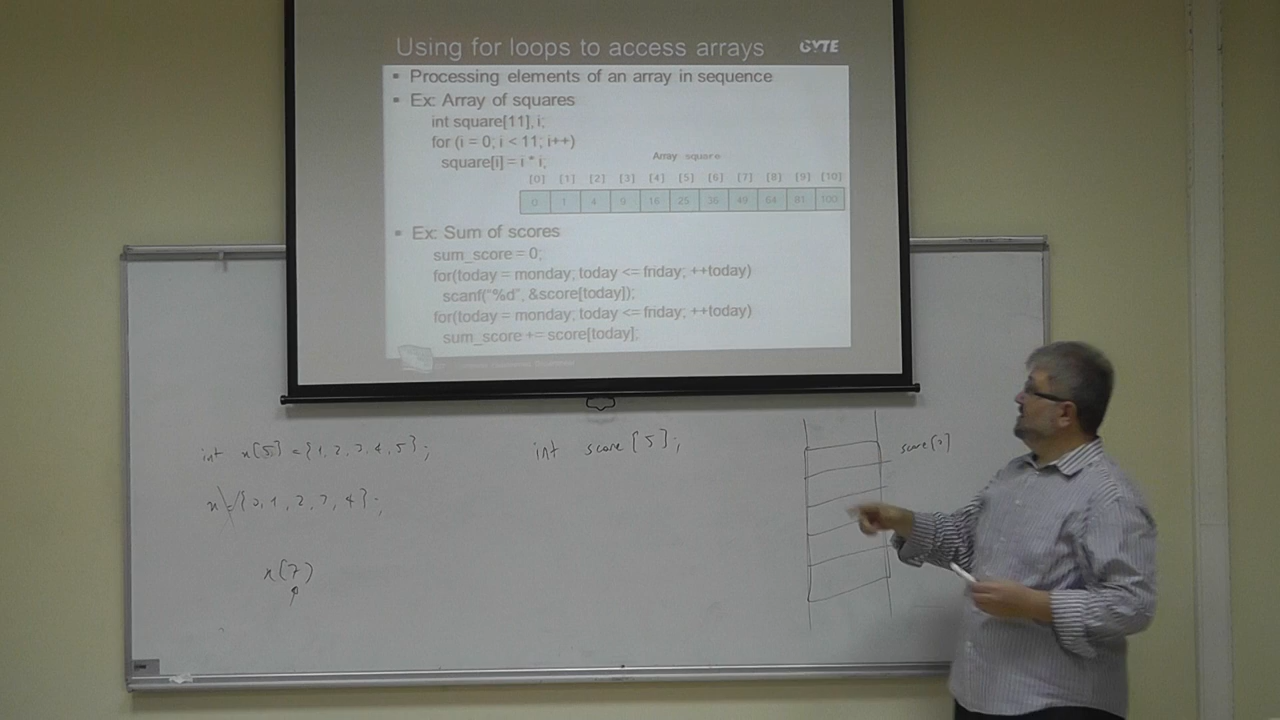 Using for loops to access arrays
GYTE
▪ Processing elements of an array in sequence
▪ Ex: Array of squares
int square[11], i;
for (i = 0; i < 11; i++)
square[i] = i * i;
Array square
[0] [1] [2] [3] [4] [5] [6] [7] [8] [9] [10]
0 1 4 9 16 25 36 49 64 81 100
▪ Ex: Sum of scores
sum_score = 0;
for(today = monday; today <= friday; ++today)
scanf("%d", &score[today]);
for(today = monday; today <= friday; ++today)
sum_score += score[today];
int x[5] = {1, 2, 3, 4, 5};
int score[5];
score[0]
x = {0, 1, 2, 3, 4};
x[7]